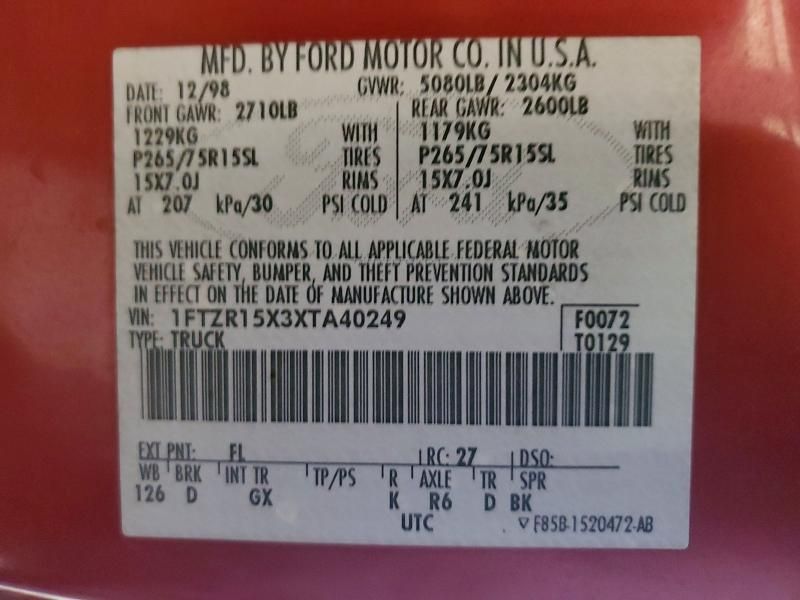 MFD. BY FORD MOTOR CO. IN U.S.A.
DATE: 12/98 GVWR: 5080LB/ 2304KG
FRONT GAWR: 2710LB REAR GAWR: 2600LB
1229KG WITH 1179KG WITH
P265/75R15SL TIRES P265/75R15SL TIRES
15X7.0J RIMS 15X7.0J RIMS
AT 207 kPa/30 PSI COLD AT 241 kPa/35 PSI COLD
THIS VEHICLE CONFORMS TO ALL APPLICABLE FEDERAL MOTOR
VEHICLE SAFETY, BUMPER, AND THEFT PREVENTION STANDARDS
IN EFFECT ON THE DATE OF MANUFACTURE SHOWN ABOVE.
VIN: 1FTZR15X3XTA40249 F0072
TYPE: TRUCK T0129
EXT PNT: FL RC: 27 DSO:
WB BRK INT TR TP/PS R AXLE TR SPR
126 D GX K R6 D BK
UTC F85B-1520472-AB